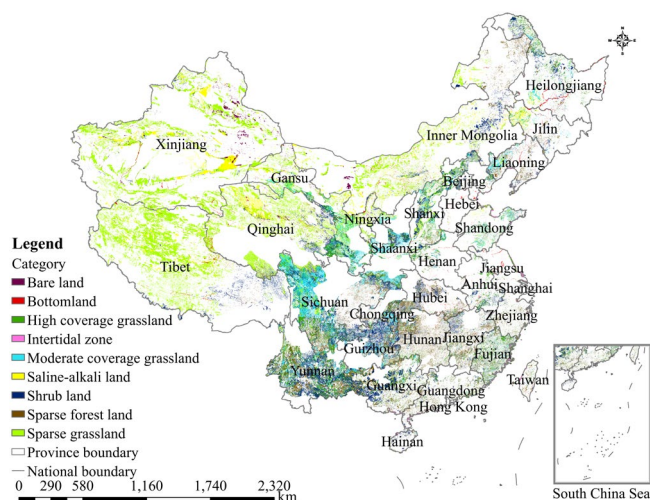 N
W
E
S
Heilongjiang
Jilin
Inner Mongolia
Liaoning
Xinjiang
Gansu
Beijing
Hebei
Ningxia
Shanxi
Shandong
Qinghai
Shaanxi
Henan
Tibet
Jiangsu
Anhui
Shanghai
Sichuan
Hubei
Chongqing
Zhejiang
Hunan
Jiangxi
Guizhou
Fujian
Yunnan
Guangxi
Guangdong
Taiwan
Hong Kong
Hainan
Legend
Category
Bare land
Bottomland
High coverage grassland
Intertidal zone
Moderate coverage grassland
Saline-alkali land
Shrub land
Sparse forest land
Sparse grassland
Province boundary
National boundary
0 290 580 1,160 1,740 2,320
km
South China Sea